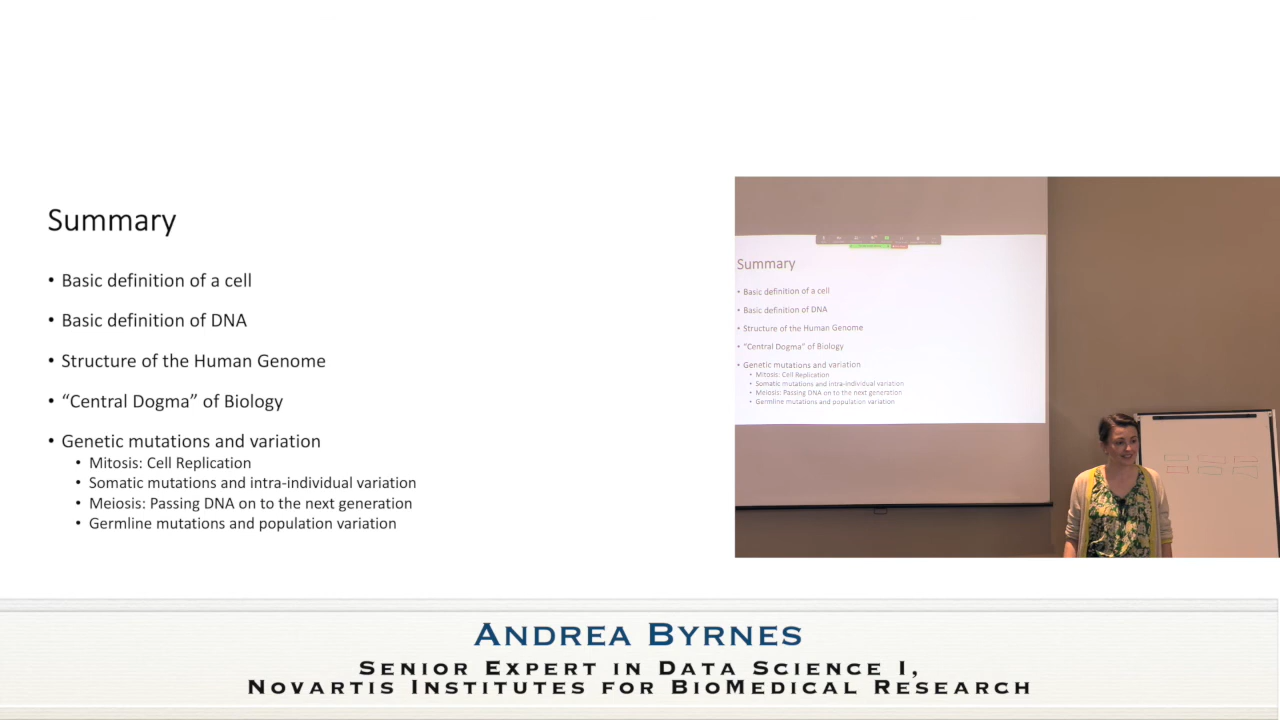 Summary
• Basic definition of a cell
• Basic definition of DNA
• Structure of the Human Genome
• “Central Dogma” of Biology
• Genetic mutations and variation
• Mitosis: Cell Replication
• Somatic mutations and intra-individual variation
• Meiosis: Passing DNA on to the next generation
• Germline mutations and population variation
Summary
• Basic definition of a cell
• Basic definition of DNA
• Structure of the Human Genome
• “Central Dogma” of Biology
• Genetic mutations and variation
• Mitosis: Cell Replication
• Somatic mutations and intra-individual variation
• Meiosis: Passing DNA on to the next generation
• Germline mutations and population variation
Andrea Byrnes
Senior Expert in Data Science I,
Novartis Institutes for BioMedical Research